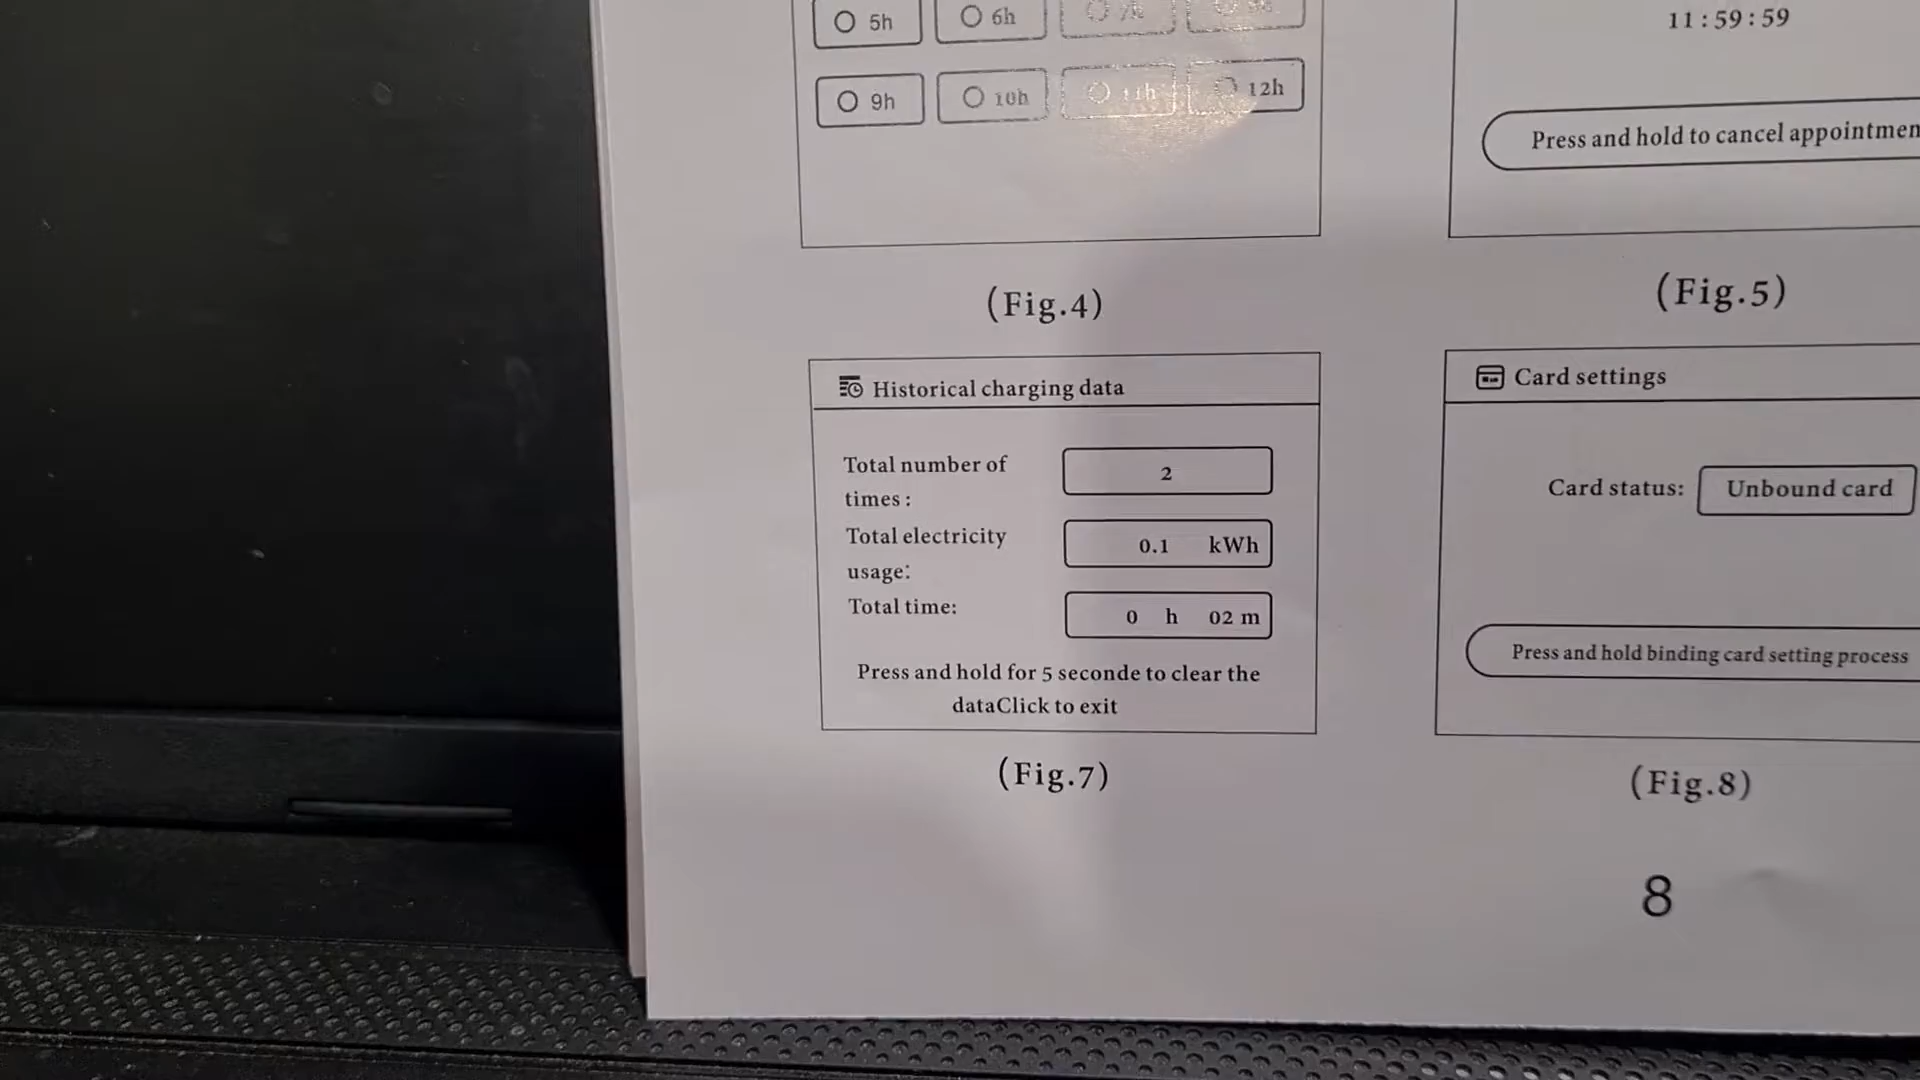 5h
6h
9h
10h
11h
12h
(Fig.4)
11:59:59
Press and hold to cancel
(Fig.5)
Historical charging data
Total number of
times:
2
Total electricity
usage:
0.1 kWh
Total time:
0 h 02 m
Press and hold for 5 seconde to clear the
dataClick to exit
(Fig.7)
Card settings
Card status: Unbound card
Press and hold binding card setting process
(Fig.8)
8